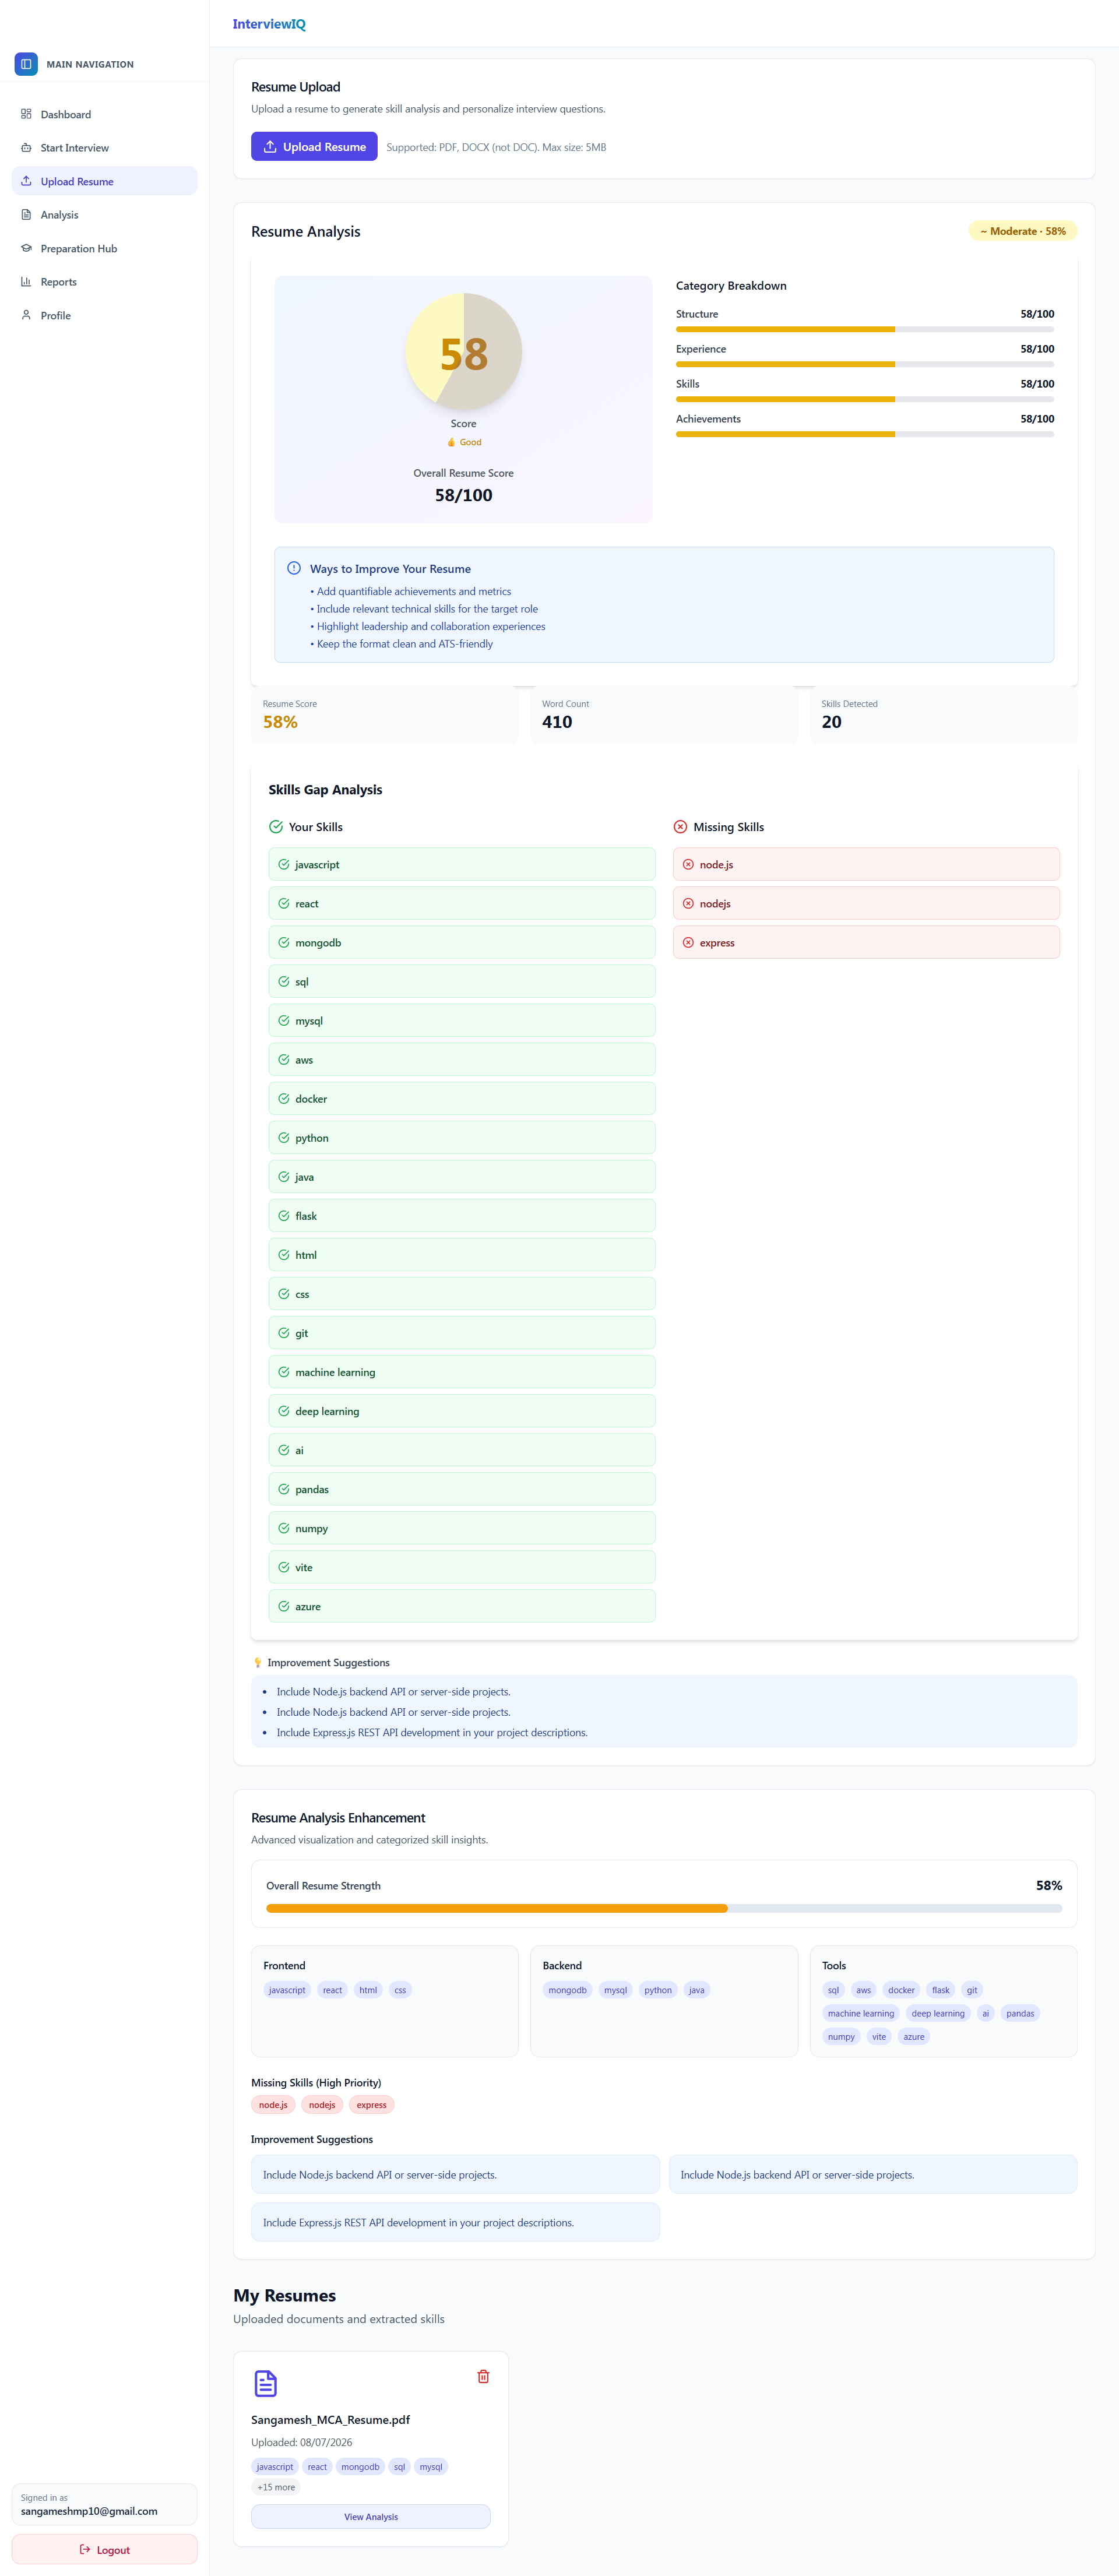 InterviewIQ
MAIN NAVIGATION
Dashboard
Start Interview
Upload Resume
Analysis
Preparation Hub
Reports
Profile
Resume Upload
Upload a resume to generate skill analysis and personalize interview questions.
Upload Resume
Supported: PDF, DOCX (not DOC). Max size: 5MB
Resume Analysis
~ Moderate · 58%
58
Score
👍 Good
Overall Resume Score
58/100
Category Breakdown
Structure 58/100
Experience 58/100
Skills 58/100
Achievements 58/100
Ways to Improve Your Resume
• Add quantifiable achievements and metrics
• Include relevant technical skills for the target role
• Highlight leadership and collaboration experiences
• Keep the format clean and ATS-friendly
Resume Score
58%
Word Count
410
Skills Detected
20
Skills Gap Analysis
Your Skills
javascript
react
mongodb
sql
mysql
aws
docker
python
java
flask
html
css
git
machine learning
deep learning
ai
pandas
numpy
vite
azure
Missing Skills
node.js
nodejs
express
💡 Improvement Suggestions
• Include Node.js backend API or server-side projects.
• Include Node.js backend API or server-side projects.
• Include Express.js REST API development in your project descriptions.
Resume Analysis Enhancement
Advanced visualization and categorized skill insights.
Overall Resume Strength 58%
Frontend
javascript react html css
Backend
mongodb mysql python java
Tools
sql aws docker flask git
machine learning deep learning ai pandas
numpy vite azure
Missing Skills (High Priority)
node.js nodejs express
Improvement Suggestions
Include Node.js backend API or server-side projects.
Include Node.js backend API or server-side projects.
Include Express.js REST API development in your project descriptions.
My Resumes
Uploaded documents and extracted skills
Sangamesh_MCA_Resume.pdf
Uploaded: 08/07/2026
javascript react mongodb sql mysql
+15 more
View Analysis
Signed in as
sangameshmp10@gmail.com
Logout